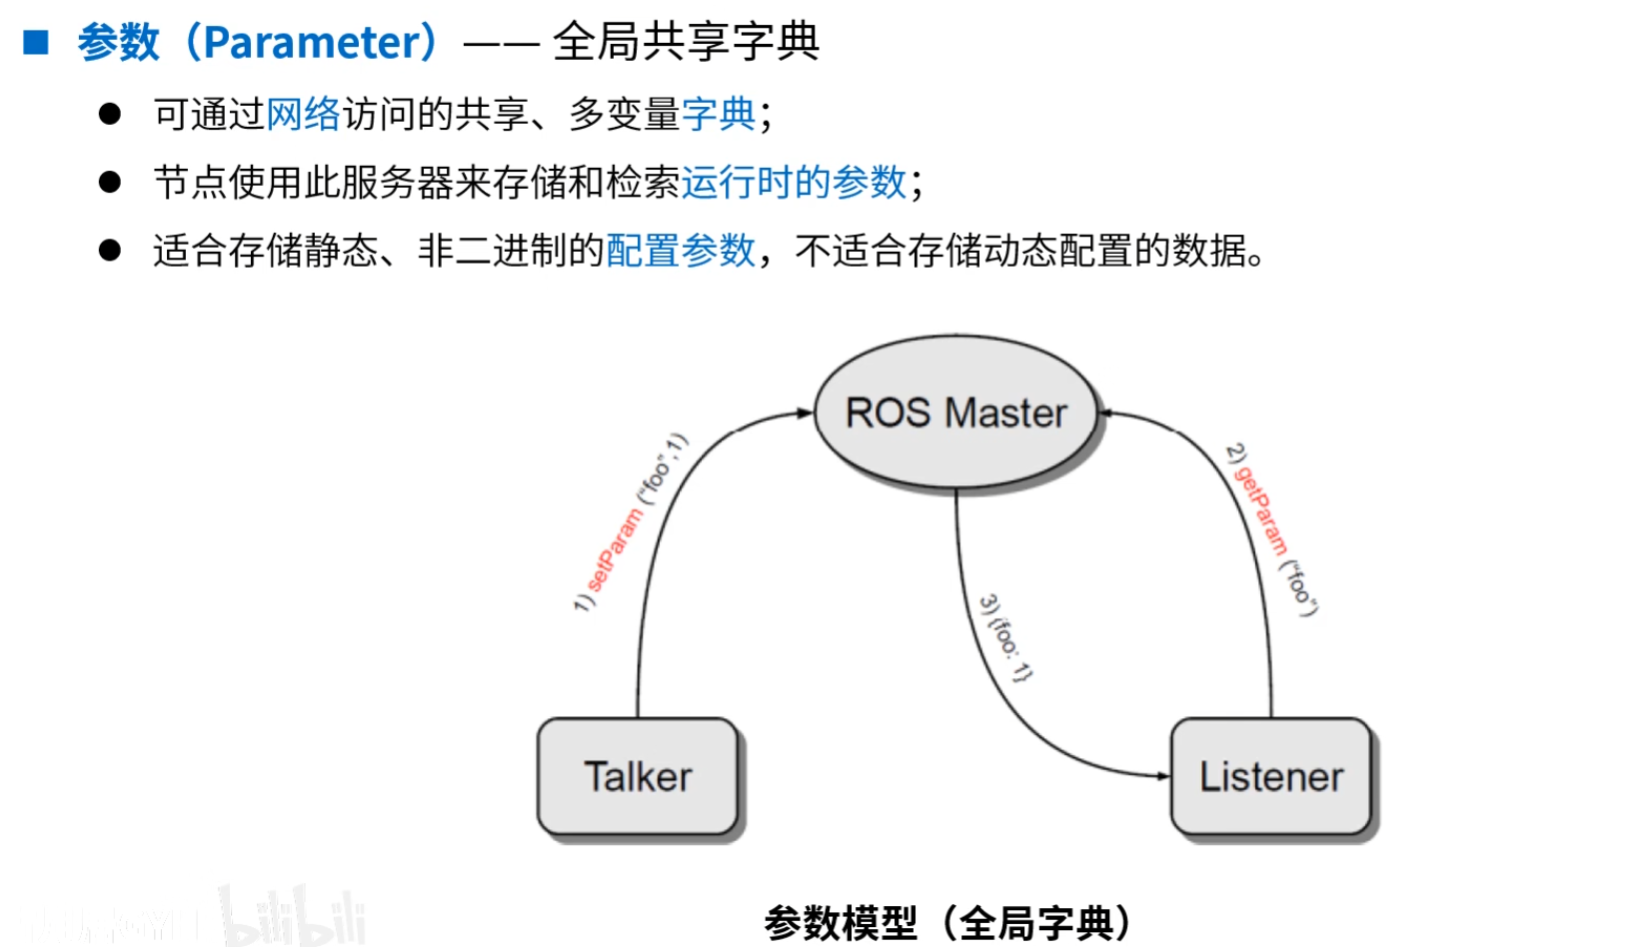 参数（Parameter）—— 全局共享字典
可通过网络访问的共享、多变量字典；
节点使用此服务器来存储和检索运行时的参数；
适合存储静态、非二进制的配置参数，不适合存储动态配置的数据。
ROS Master
1) setParam (“foo”,1)
2) getParam (“foo”)
3) {foo: 1}
Talker
Listener
参数模型（全局字典）
bilibili